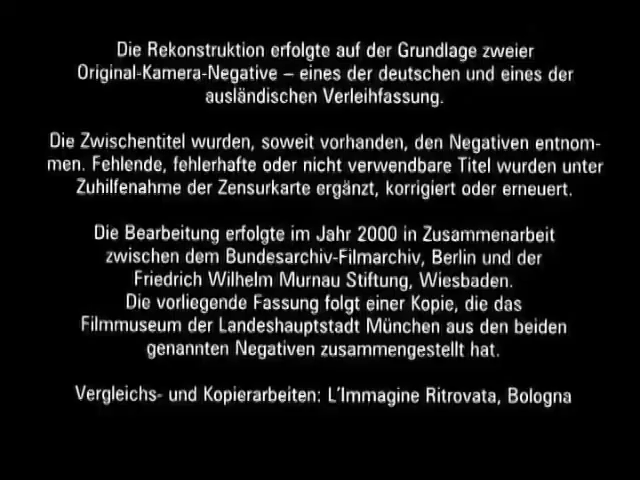 Die Rekonstruktion erfolgte auf der Grundlage zweier
Original-Kamera-Negative – eines der deutschen und eines der
ausländischen Verleihfassung.
Die Zwischentitel wurden, soweit vorhanden, den Negativen entnom-
men. Fehlende, fehlerhafte oder nicht verwendbare Titel wurden unter
Zuhilfenahme der Zensurkarte ergänzt, korrigiert oder erneuert.
Die Bearbeitung erfolgte im Jahr 2000 in Zusammenarbeit
zwischen dem Bundesarchiv-Filmarchiv, Berlin und der
Friedrich Wilhelm Murnau Stiftung, Wiesbaden.
Die vorliegende Fassung folgt einer Kopie, die das
Filmmuseum der Landeshauptstadt München aus den beiden
genannten Negativen zusammengestellt hat.
Vergleichs- und Kopierarbeiten: L'Immagine Ritrovata, Bologna